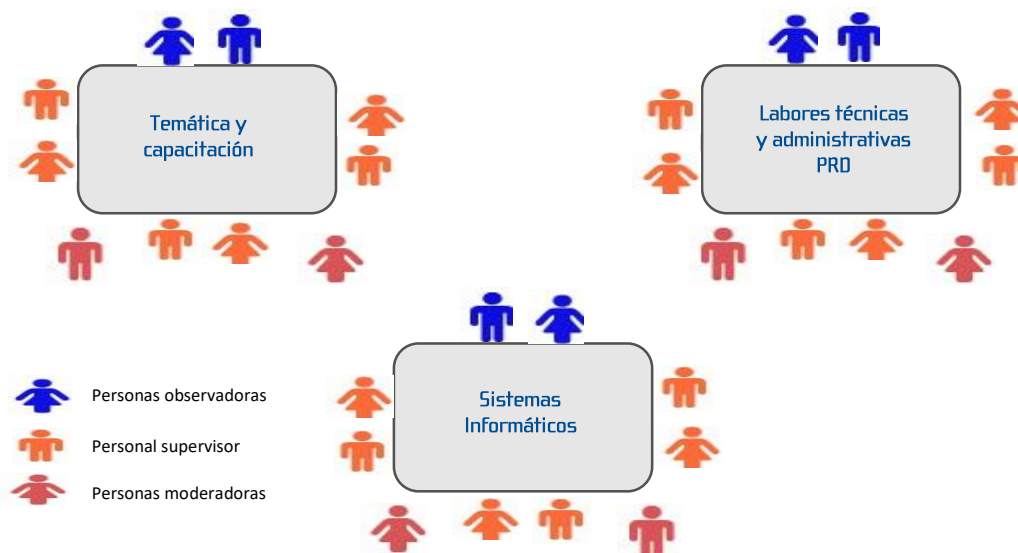 Temática y
capacitación
Labores técnicas
y administrativas
PRD
Sistemas
Informáticos
Personas observadoras
Personal supervisor
Personas moderadoras